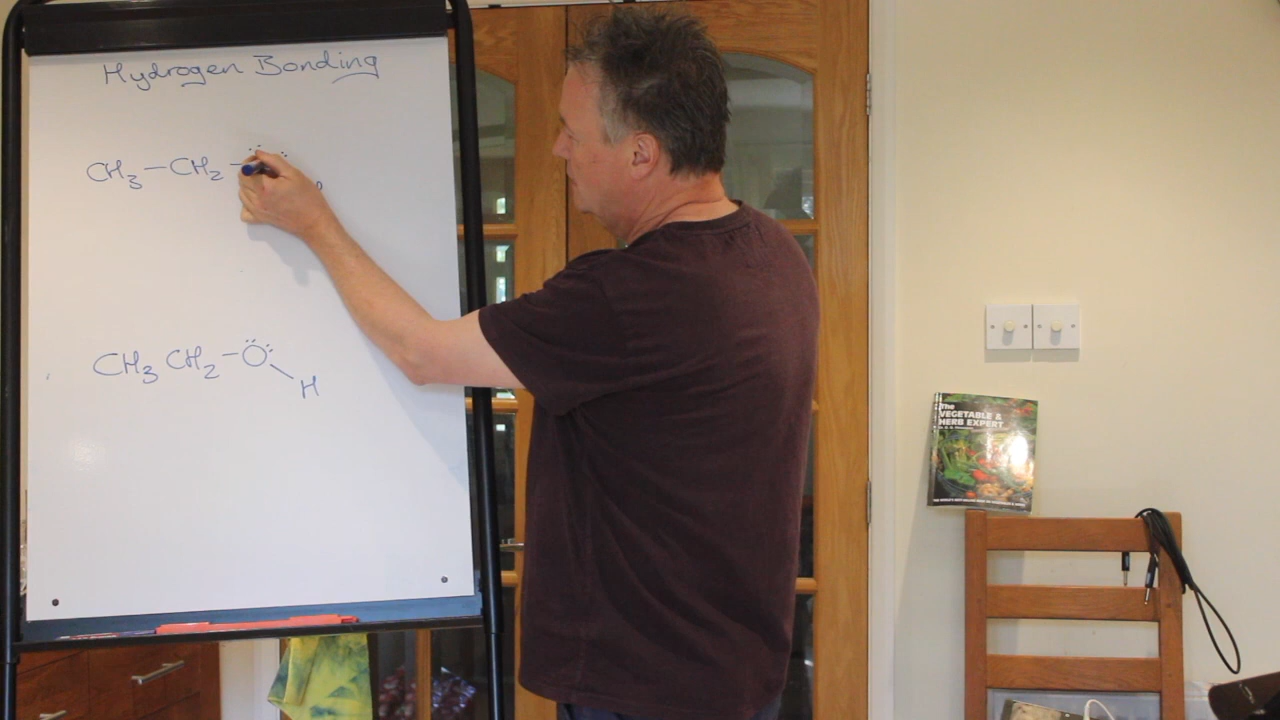 Hydrogen Bonding
CH3 — CH2 —
CH3 CH2 — O
H
The
VEGETABLE &
HERB EXPERT